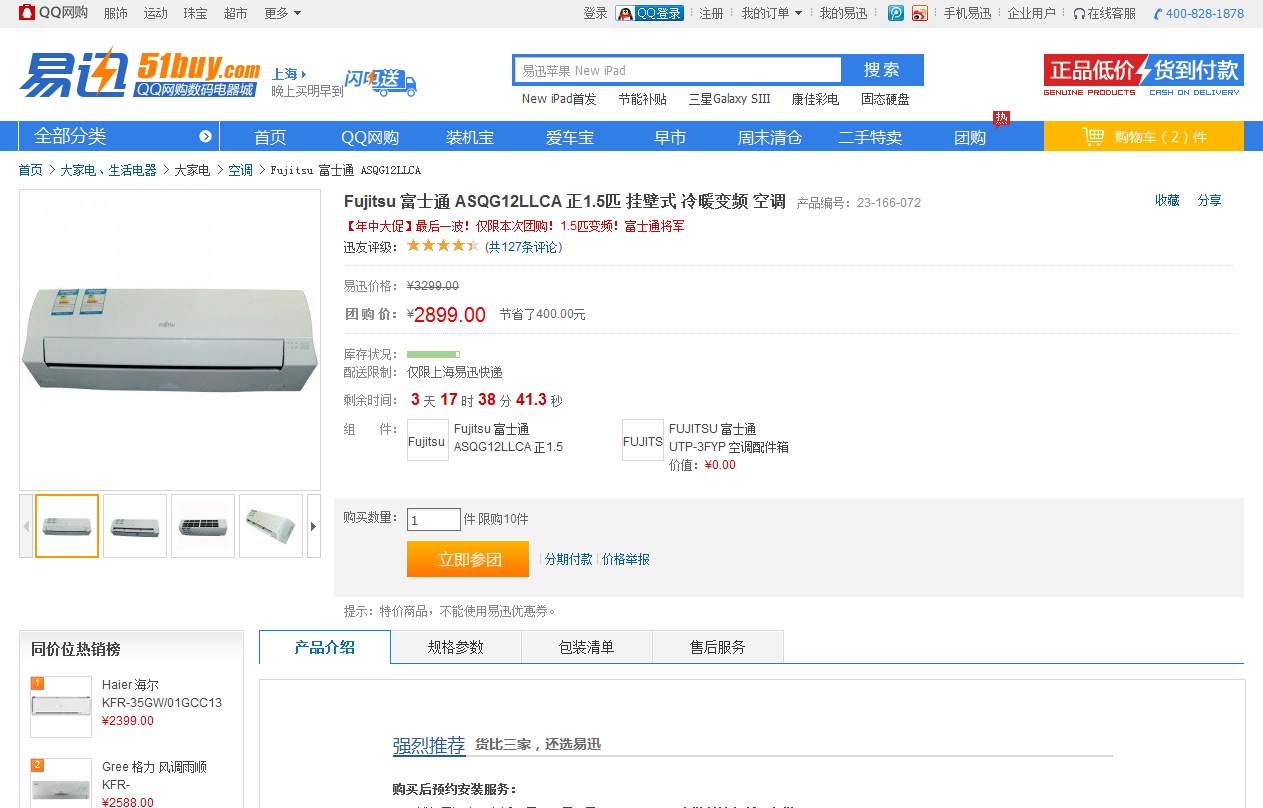 QQ网购 服饰 运动 珠宝 超市 更多 登录 QQ登录 注册 我的订单 我的易迅 手机易迅 企业用户 在线客服 400-828-1878
易迅 51buy.com
QQ网购数码电器城
上海
晚上买明早到
闪电送
易迅苹果 New iPad 搜 索
New iPad首发 节能补贴 三星Galaxy SIII 康佳彩电 固态硬盘
正品低价 货到付款
GENUINE PRODUCTS CASH ON DELIVERY
热
全部分类 首页 QQ网购 装机宝 爱车宝 早市 周末清仓 二手特卖 团购 购物车 ( 2 ) 件
首页 > 大家电、生活电器 > 大家电 > 空调 > Fujitsu 富士通 ASQG12LLCA
Fujitsu 富士通 ASQG12LLCA 正1.5匹 挂壁式 冷暖变频 空调 产品编号：23-166-072 收藏 分享
【年中大促】最后一波！仅限本次团购！1.5匹变频！富士通将军
迅友评级： (共127条评论)
易迅价格： ¥3299.00
团 购 价： ¥2899.00 节省了400.00元
库存状况：
配送限制： 仅限上海易迅快递
剩余时间： 3 天 17 时 38 分 41.3 秒
组 件： Fujitsu Fujitsu 富士通 FUJITS FUJITSU 富士通
ASQG12LLCA 正1.5 UTP-3FYP 空调配件箱
价值：¥0.00
购买数量： 1 件 限购10件
立即参团 分期付款 价格举报
提示：特价商品，不能使用易迅优惠券。
同价位热销榜
1 Haier 海尔
KFR-35GW/01GCC13
¥2399.00
2 Gree 格力 风调雨顺
KFR-
¥2588.00
产品介绍 规格参数 包装清单 售后服务
强烈推荐 货比三家，还选易迅
购买后预约安装服务：